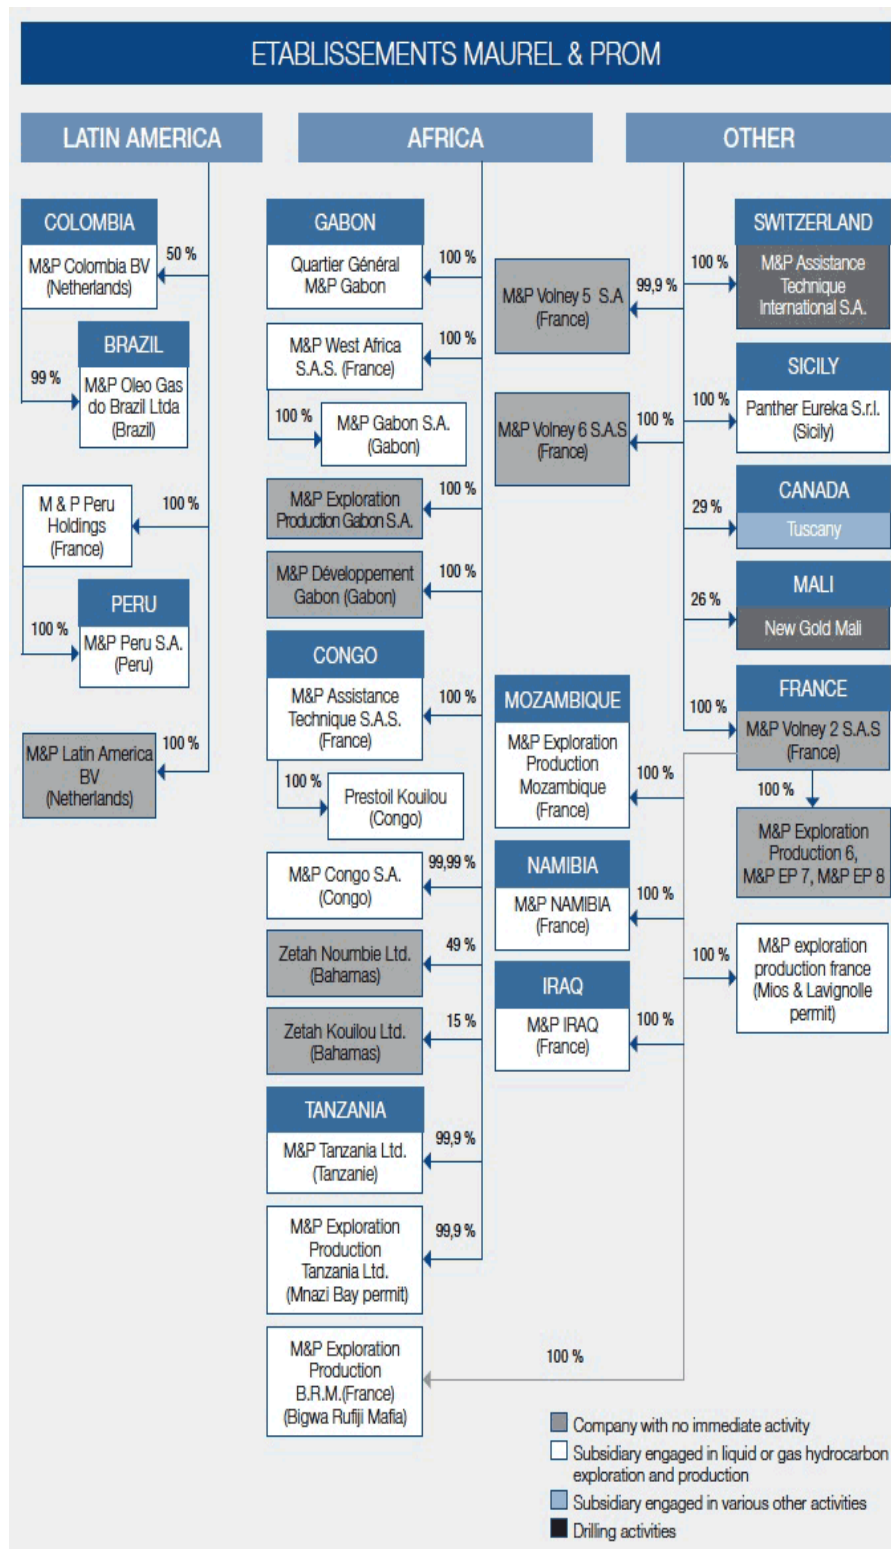 ETABLISSEMENTS MAUREL & PROM
LATIN AMERICA
COLOMBIA
M&P Colombia BV
(Netherlands)
50 %
BRAZIL
99 %
M&P Oleo Gas
do Brazil Ltda
(Brazil)
M & P Peru
Holdings
(France)
100 %
PERU
100 %
M&P Peru S.A.
(Peru)
M&P Latin America
BV
(Netherlands)
100 %
AFRICA
GABON
Quartier Général
M&P Gabon
100 %
M&P West Africa
S.A.S. (France)
100 %
100 %
M&P Gabon S.A.
(Gabon)
M&P Exploration
Production Gabon S.A.
100 %
M&P Développement
Gabon (Gabon)
100 %
CONGO
M&P Assistance
Technique S.A.S.
(France)
100 %
100 %
Prestoil Kouilou
(Congo)
M&P Congo S.A.
(Congo)
99,99 %
Zetah Noumbie Ltd.
(Bahamas)
49 %
Zetah Kouilou Ltd.
(Bahamas)
15 %
TANZANIA
M&P Tanzania Ltd.
(Tanzanie)
99,9 %
M&P Exploration
Production
Tanzania Ltd.
(Mnazi Bay permit)
99,9 %
M&P Exploration
Production
B.R.M.(France)
(Bigwa Rufiji Mafia)
100 %
OTHER
M&P Volney 5 S.A
(France)
99,9 %
M&P Volney 6 S.A.S
(France)
100 %
SWITZERLAND
100 %
M&P Assistance
Technique
International S.A.
SICILY
100 %
Panther Eureka S.r.l.
(Sicily)
CANADA
29 %
Tuscany
MALI
26 %
New Gold Mali
FRANCE
100 %
M&P Volney 2 S.A.S
(France)
100 %
M&P Exploration
Production 6,
M&P EP 7, M&P EP 8
MOZAMBIQUE
M&P Exploration
Production
Mozambique
(France)
100 %
NAMIBIA
M&P NAMIBIA
(France)
100 %
100 %
M&P exploration
production france
(Mios & Lavignolle
permit)
IRAQ
M&P IRAQ
(France)
100 %
Company with no immediate activity
Subsidiary engaged in liquid or gas hydrocarbon
exploration and production
Subsidiary engaged in various other activities
Drilling activities